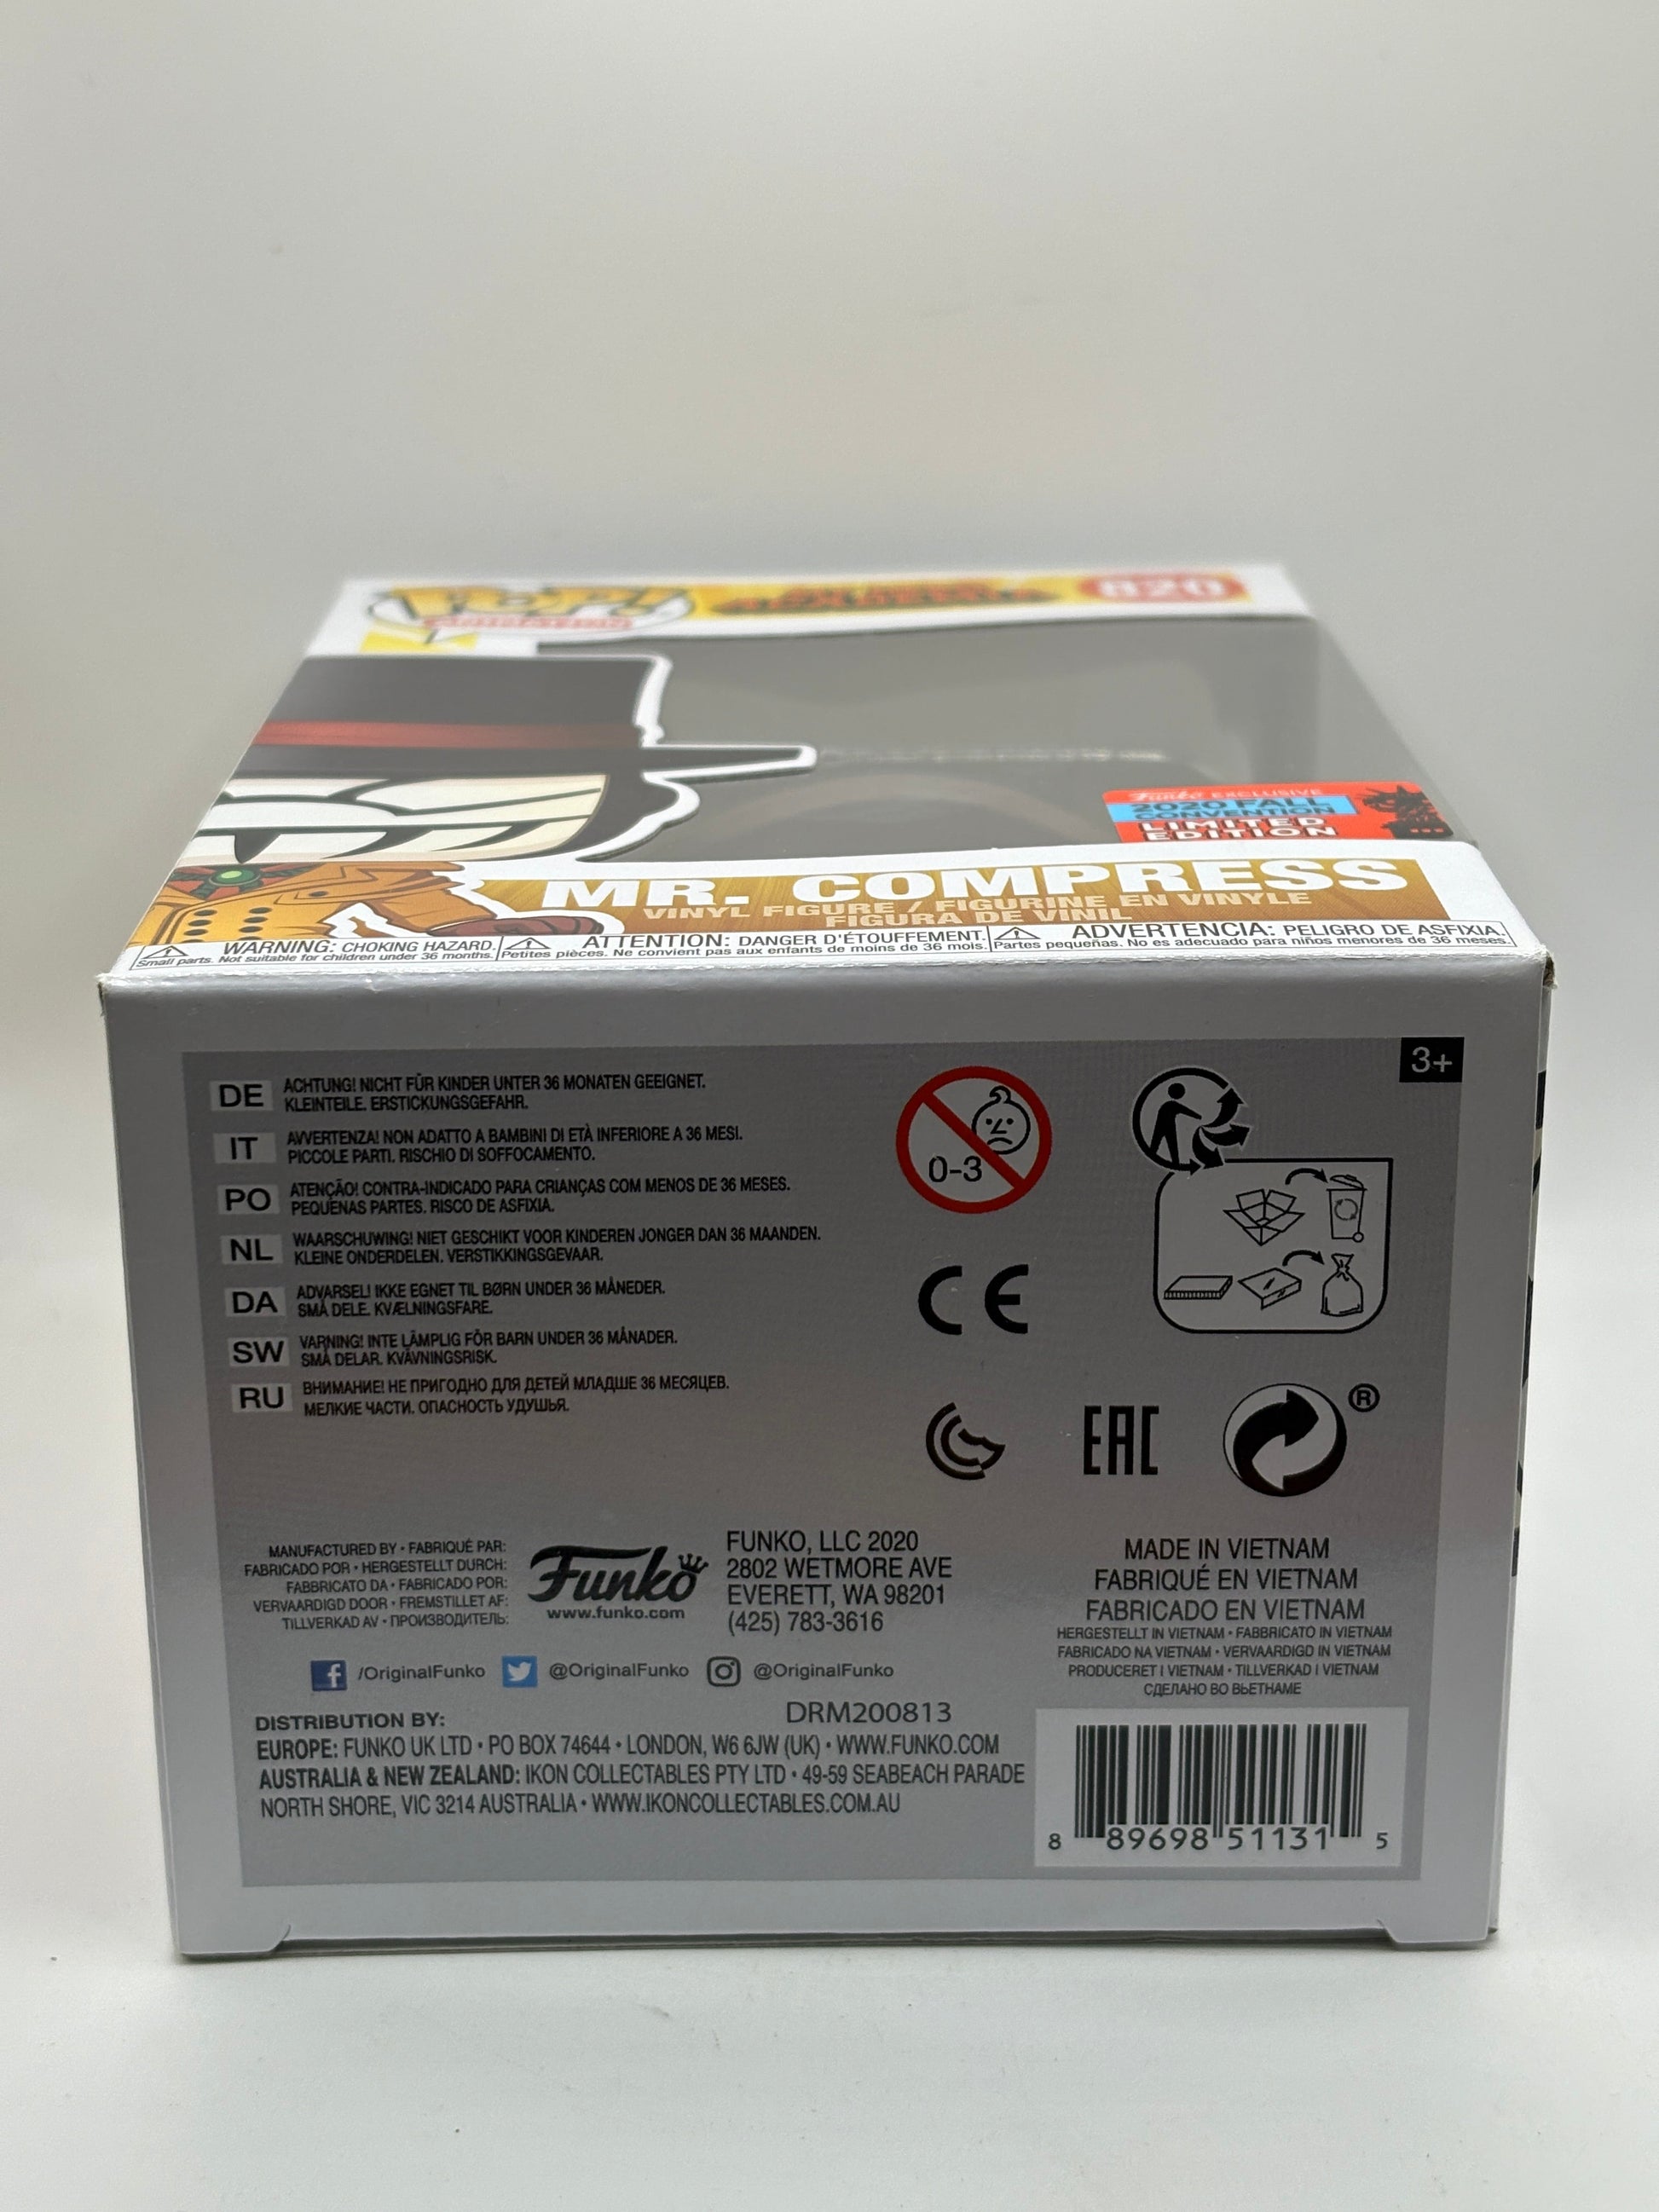 POP!
ANIMATION
MY HERO
ACADEMIA
820
Funko EXCLUSIVE
2020 FALL
CONVENTION
LIMITED
EDITION
MR. COMPRESS
VINYL FIGURE / FIGURINE EN VINYLE
FIGURA DE VINIL
WARNING: CHOKING HAZARD.
Small parts. Not suitable for children under 36 months.
ATTENTION: DANGER D'ÉTOUFFEMENT.
Petites pièces. Ne convient pas aux enfants de moins de 36 mois.
ADVERTENCIA: PELIGRO DE ASFIXIA.
Partes pequeñas. No es adecuado para niños menores de 36 meses.
3+
DE ACHTUNG! NICHT FÜR KINDER UNTER 36 MONATEN GEEIGNET.
KLEINTEILE. ERSTICKUNGSGEFAHR.
IT AVVERTENZA! NON ADATTO A BAMBINI DI ETÀ INFERIORE A 36 MESI.
PICCOLE PARTI. RISCHIO DI SOFFOCAMENTO.
PO ATENÇÃO! CONTRA-INDICADO PARA CRIANÇAS COM MENOS DE 36 MESES.
PEQUENAS PARTES. RISCO DE ASFIXIA.
NL WAARSCHUWING! NIET GESCHIKT VOOR KINDEREN JONGER DAN 36 MAANDEN.
KLEINE ONDERDELEN. VERSTIKKINGSGEVAAR.
DA ADVARSEL! IKKE EGNET TIL BØRN UNDER 36 MÅNEDER.
SMÅ DELE. KVÆLNINGSFARE.
SW VARNING! INTE LÄMPLIG FÖR BARN UNDER 36 MÅNADER.
SMÅ DELAR. KVÄVNINGSRISK.
RU ВНИМАНИЕ! НЕ ПРИГОДНО ДЛЯ ДЕТЕЙ МЛАДШЕ 36 МЕСЯЦЕВ.
МЕЛКИЕ ЧАСТИ. ОПАСНОСТЬ УДУШЬЯ.
0-3
CE
EAC
®
MANUFACTURED BY • FABRIQUÉ PAR:
FABRICADO POR • HERGESTELLT DURCH:
FABBRICATO DA • FABRICADO POR:
VERVAARDIGD DOOR • FREMSTILLET AF:
TILLVERKAD AV • ПРОИЗВОДИТЕЛЬ:
Funko
www.funko.com
FUNKO, LLC 2020
2802 WETMORE AVE
EVERETT, WA 98201
(425) 783-3616
MADE IN VIETNAM
FABRIQUÉ EN VIETNAM
FABRICADO EN VIETNAM
HERGESTELLT IN VIETNAM • FABBRICATO IN VIETNAM
FABRICADO NA VIETNAM • VERVAARDIGD IN VIETNAM
PRODUCERET I VIETNAM • TILLVERKAD I VIETNAM
СДЕЛАНО ВО ВЬЕТНАМЕ
f /OriginalFunko @OriginalFunko @OriginalFunko
DRM200813
DISTRIBUTION BY:
EUROPE: FUNKO UK LTD • PO BOX 74644 • LONDON, W6 6JW (UK) • WWW.FUNKO.COM
AUSTRALIA & NEW ZEALAND: IKON COLLECTABLES PTY LTD • 49-59 SEABEACH PARADE
NORTH SHORE, VIC 3214 AUSTRALIA • WWW.IKONCOLLECTABLES.COM.AU
8 89698 51131 5